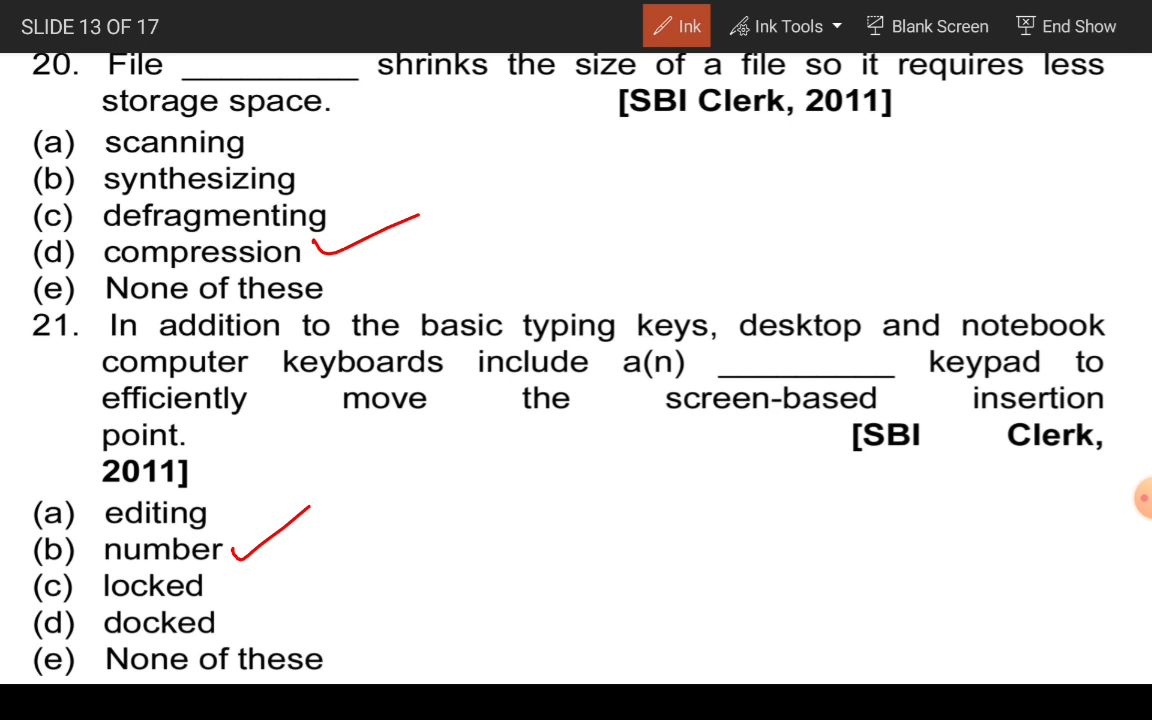 SLIDE 13 OF 17 Ink Ink Tools Blank Screen End Show
20. File __________ shrinks the size of a file so it requires less
storage space. [SBI Clerk, 2011]
(a) scanning
(b) synthesizing
(c) defragmenting
(d) compression
(e) None of these
21. In addition to the basic typing keys, desktop and notebook
computer keyboards include a(n) __________ keypad to
efficiently move the screen-based insertion
point. [SBI Clerk,
2011]
(a) editing
(b) number
(c) locked
(d) docked
(e) None of these